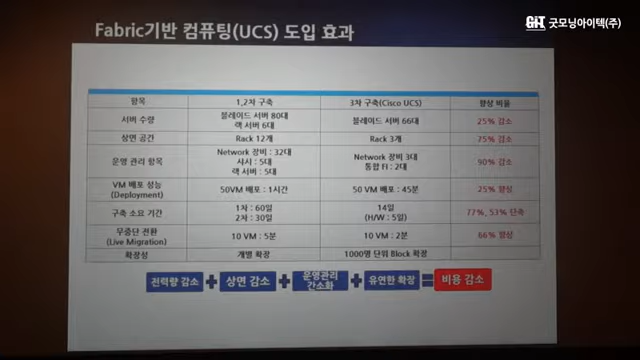 GIT 굿모닝아이텍(주)
Fabric기반 컴퓨팅(UCS) 도입 효과
항목 1,2차 구축 3차 구축(Cisco UCS) 향상 비율
서버 수량 블레이드 서버 80대 블레이드 서버 66대 25% 감소
랙 서버 6대
상면 공간 Rack 12개 Rack 3개 75% 감소
운영 관리 항목 Network 장비 : 32대 Network 장비 3대 90% 감소
샤시 : 5대 통합 FI : 2대
랙 서버 : 5대
VM 배포 성능 50VM 배포 : 1시간 50 VM 배포 : 45분 25% 향상
(Deployment)
구축 소요 기간 1차 : 60일 14일 77%, 53% 단축
2차 : 30일 (H/W : 5일)
무중단 전환 10 VM : 5분 10 VM : 2분 66% 향상
(Live Migration)
확장성 개별 확장 1000명 단위 Block 확장
전력량 감소 + 상면 감소 + 운영관리 간소화 + 유연한 확장 = 비용 감소